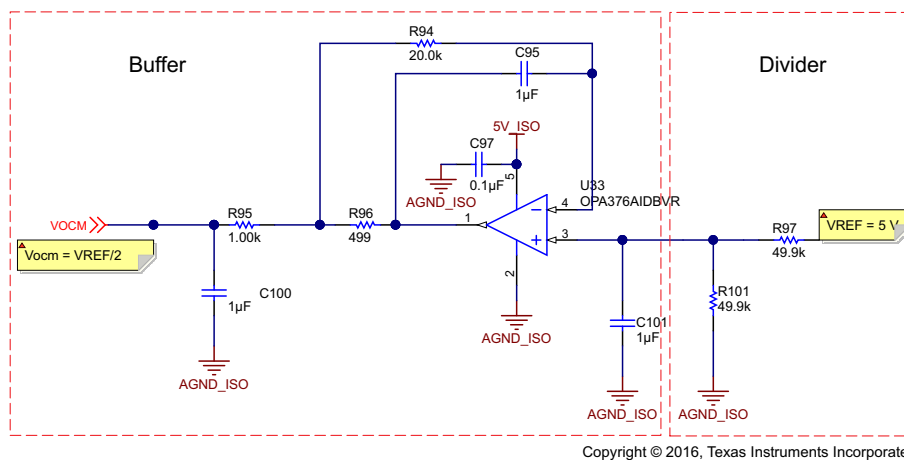 Buffer
Divider
R94
20.0k
C95
1µF
5V_ISO
C97
0.1µF
AGND_ISO
5
U33
OPA376AIDBVR
4
3
1
2
VOCM
Vocm = VREF/2
R95
1.00k
R96
499
C100
1µF
AGND_ISO
AGND_ISO
R97
49.9k
VREF = 5 V
R101
49.9k
C101
1µF
AGND_ISO
AGND_ISO
Copyright © 2016, Texas Instruments Incorporate